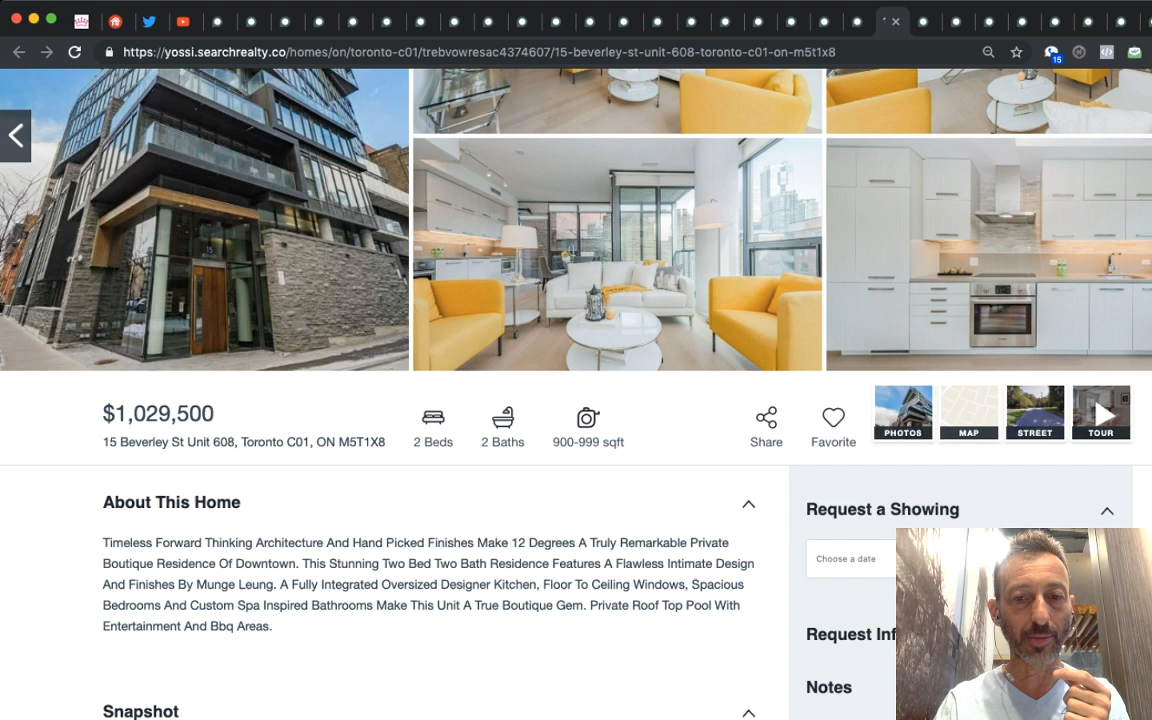 15
https://yossi.searchrealty.co/homes/on/toronto-c01/trebvowresac4374607/15-beverley-st-unit-608-toronto-c01-on-m5t1x8
$1,029,500
15 Beverley St Unit 608, Toronto C01, ON M5T1X8
2 Beds
2 Baths
900-999 sqft
Share
Favorite
PHOTOS
MAP
STREET
TOUR
About This Home
Timeless Forward Thinking Architecture And Hand Picked Finishes Make 12 Degrees A Truly Remarkable Private
Boutique Residence Of Downtown. This Stunning Two Bed Two Bath Residence Features A Flawless Intimate Design
And Finishes By Munge Leung. A Fully Integrated Oversized Designer Kitchen, Floor To Ceiling Windows, Spacious
Bedrooms And Custom Spa Inspired Bathrooms Make This Unit A True Boutique Gem. Private Roof Top Pool With
Entertainment And Bbq Areas.
Snapshot
Request a Showing
Choose a date
Request Inf
Notes